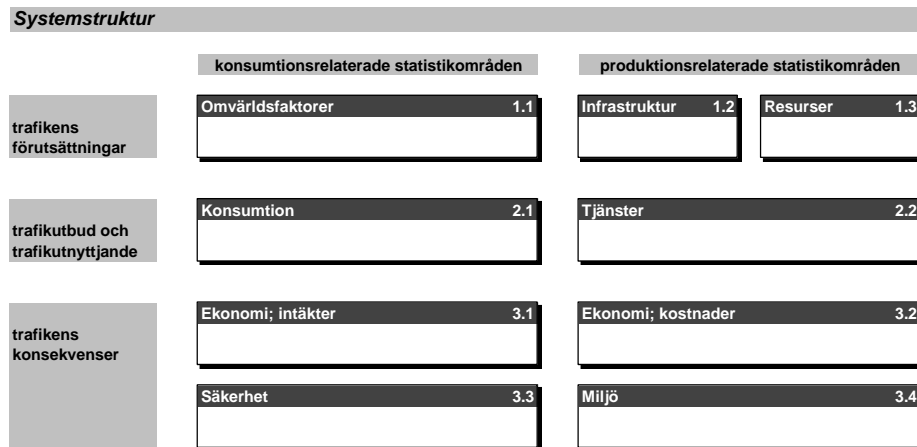 Systemstruktur
konsumtionsrelaterade statistikområden
produktionsrelaterade statistikområden
trafikens
förutsättningar
Omvärldsfaktorer 1.1
Infrastruktur 1.2
Resurser 1.3
trafikutbud och
trafikutnyttjande
Konsumtion 2.1
Tjänster 2.2
trafikens
konsekvenser
Ekonomi; intäkter 3.1
Ekonomi; kostnader 3.2
Säkerhet 3.3
Miljö 3.4